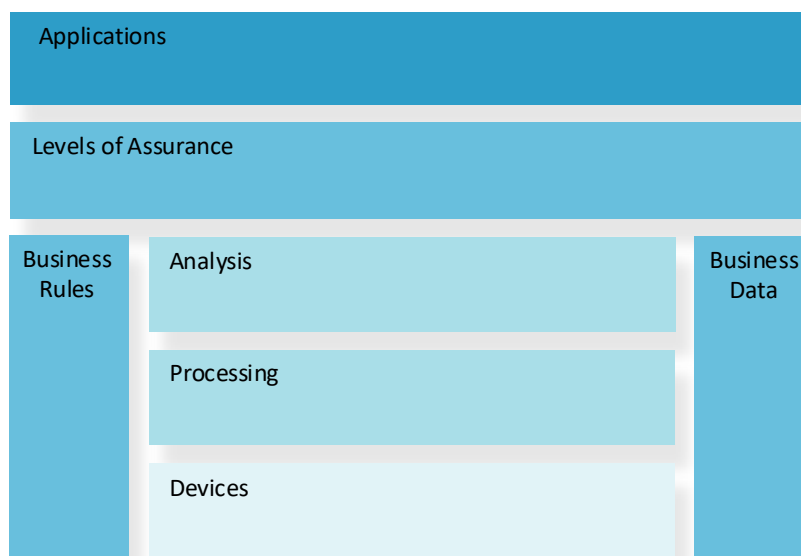 Applications
Levels of Assurance
Business
Rules
Analysis
Business
Data
Processing
Devices